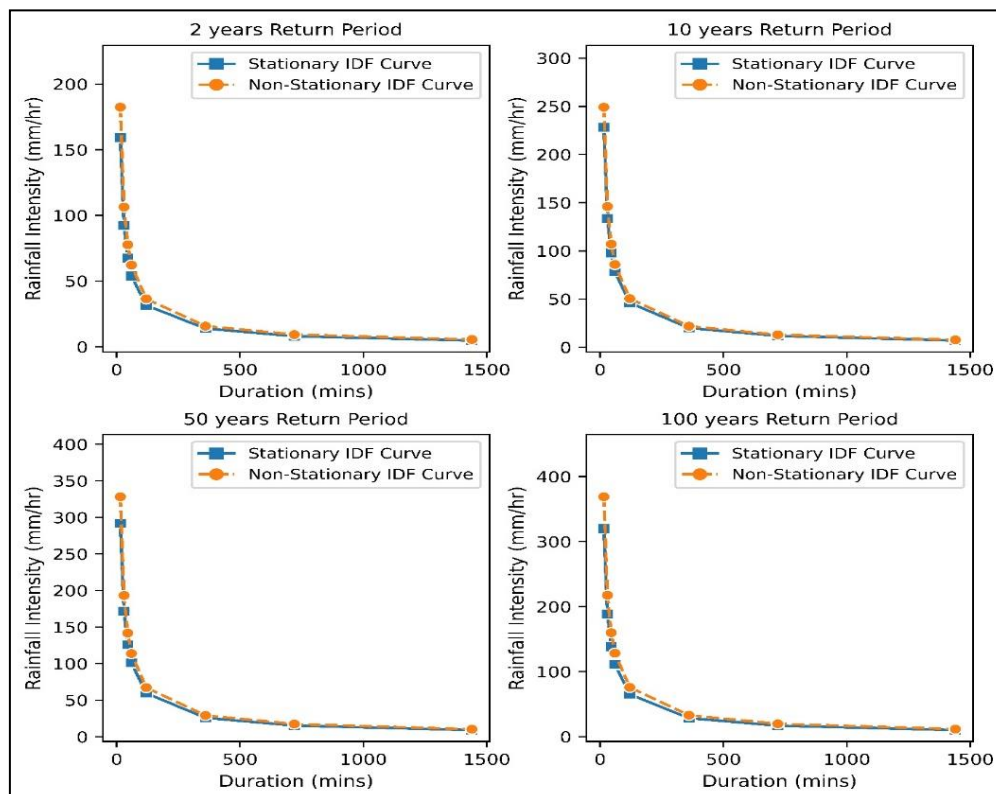 2 years Return Period
Stationary IDF Curve
Non-Stationary IDF Curve
Rainfall Intensity (mm/hr)
200
150
100
50
0
0 500 1000 1500
Duration (mins)
10 years Return Period
Stationary IDF Curve
Non-Stationary IDF Curve
Rainfall Intensity (mm/hr)
300
250
200
150
100
50
0
0 500 1000 1500
Duration (mins)
50 years Return Period
Stationary IDF Curve
Non-Stationary IDF Curve
Rainfall Intensity (mm/hr)
400
350
300
250
200
150
100
50
0
0 500 1000 1500
Duration (mins)
100 years Return Period
Stationary IDF Curve
Non-Stationary IDF Curve
Rainfall Intensity (mm/hr)
400
300
200
100
0
0 500 1000 1500
Duration (mins)